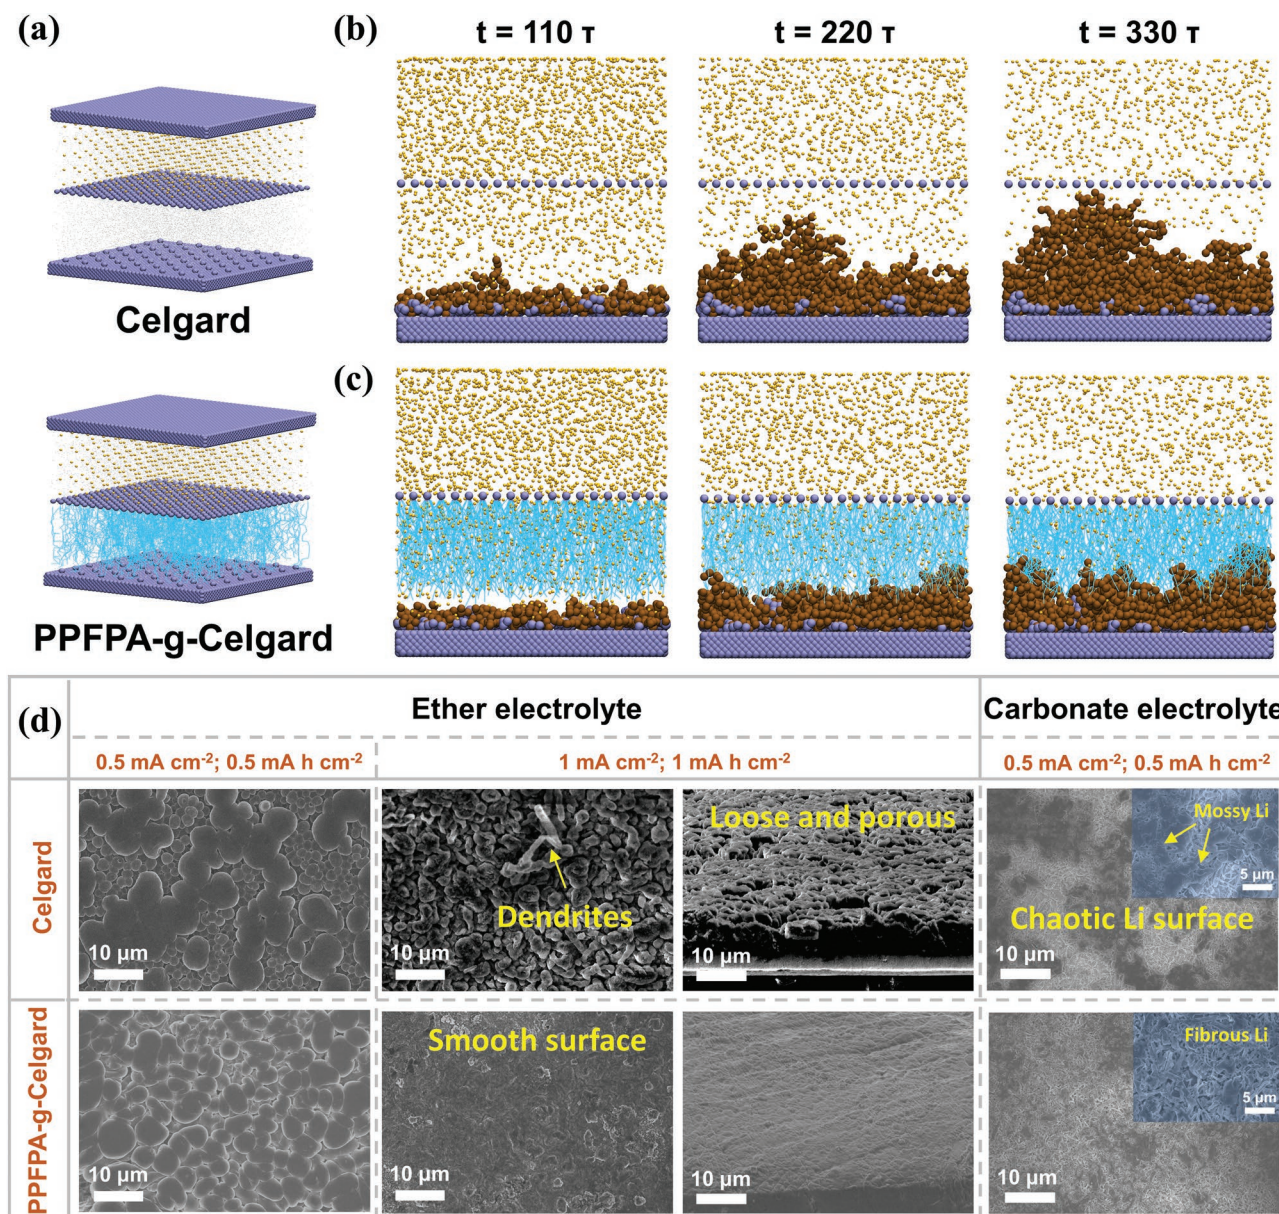 (a)
Celgard
PPFPA-g-Celgard
(b)
t = 110 τ
t = 220 τ
t = 330 τ
(c)
(d)
Ether electrolyte
Carbonate electrolyte
0.5 mA cm⁻²; 0.5 mA h cm⁻²
1 mA cm⁻²; 1 mA h cm⁻²
0.5 mA cm⁻²; 0.5 mA h cm⁻²
Celgard
10 µm
Dendrites
10 µm
Loose and porous
10 µm
Mossy Li
5 µm
Chaotic Li surface
10 µm
PPFPA-g-Celgard
10 µm
Smooth surface
10 µm
10 µm
Fibrous Li
5 µm
10 µm